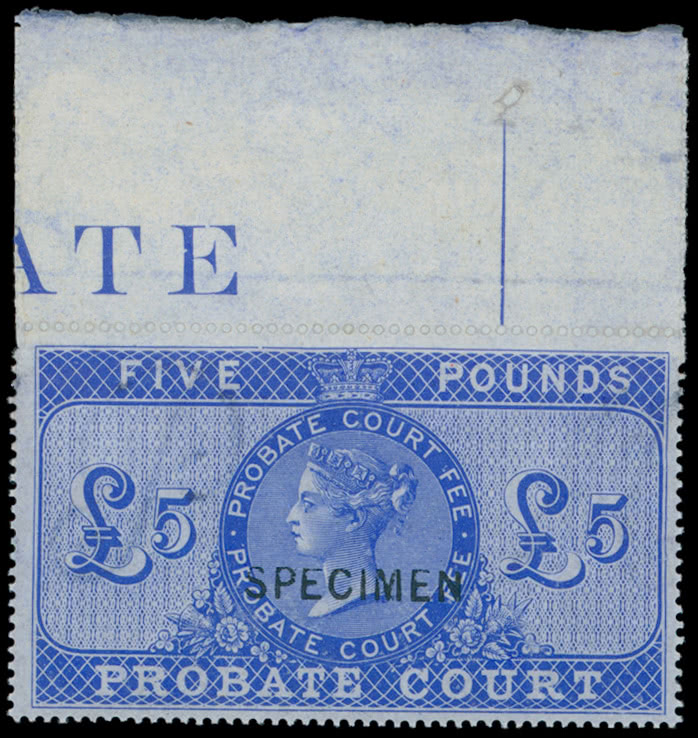 ATE
FIVE POUNDS
PROBATE COURT FEE
£5 £5
SPECIMEN
PROBATE COURT FEE
PROBATE COURT